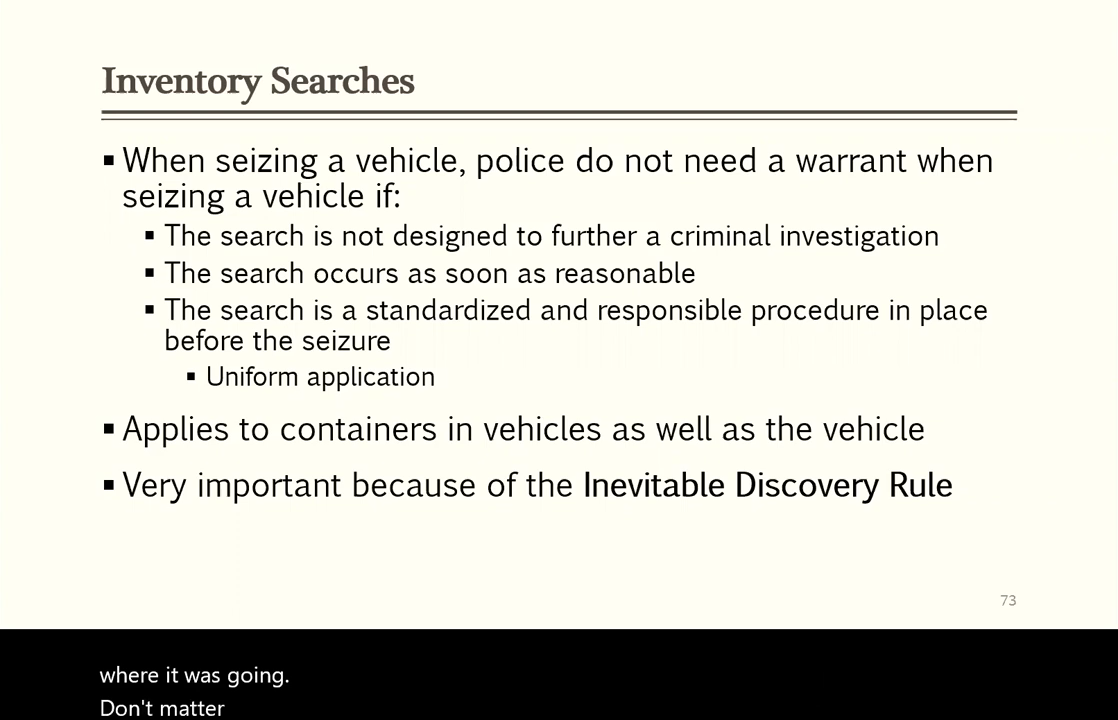 Inventory Searches
▪ When seizing a vehicle, police do not need a warrant when
seizing a vehicle if:
▪ The search is not designed to further a criminal investigation
▪ The search occurs as soon as reasonable
▪ The search is a standardized and responsible procedure in place
before the seizure
▪ Uniform application
▪ Applies to containers in vehicles as well as the vehicle
▪ Very important because of the Inevitable Discovery Rule
73
where it was going.
Don't matter